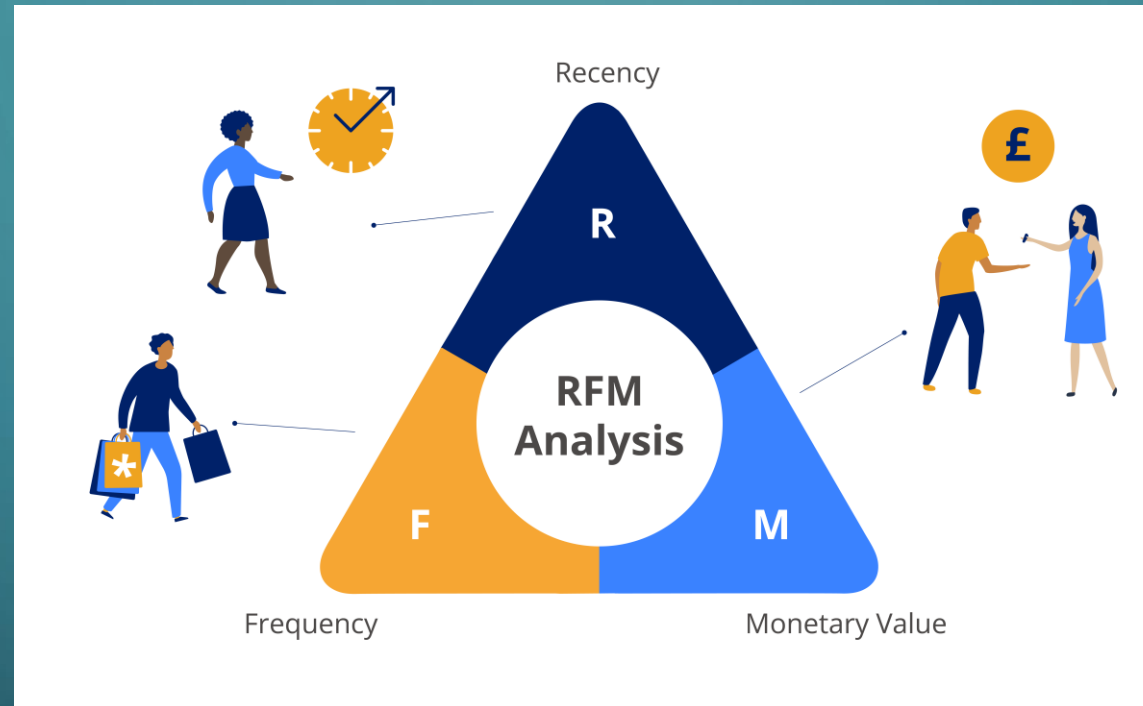 Recency
£
R
RFM
Analysis
F
M
Frequency
Monetary Value